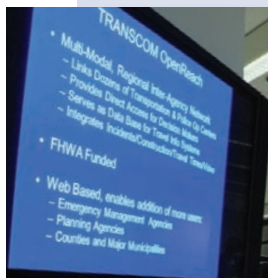 TRANSCOM OpenReach
• Multi-Modal, Regional Inter-Agency Network
– Links Dozens of Transportation & Police Op Centers
– Provides Direct Access for Decision Makers
– Serves as Data Base for Travel Info Systems
– Integrates Incidents/Construction/Travel Times/Video
• FHWA Funded
• Web Based, enables addition of more users:
– Emergency Management Agencies
– Planning Agencies
– Counties and Major Municipalities